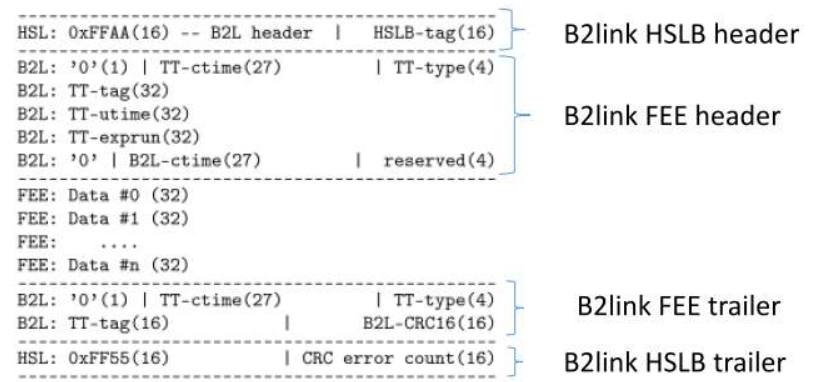 HSL: 0xFFAA(16) -- B2L header | HSLB-tag(16)
B2link HSLB header
B2L: '0'(1) | TT-ctime(27) | TT-type(4)
B2L: TT-tag(32)
B2L: TT-utime(32)
B2L: TT-exprun(32)
B2L: '0' | B2L-ctime(27) | reserved(4)
B2link FEE header
FEE: Data #0 (32)
FEE: Data #1 (32)
FEE: ....
FEE: Data #n (32)
B2L: '0'(1) | TT-ctime(27) | TT-type(4)
B2L: TT-tag(16) | B2L-CRC16(16)
B2link FEE trailer
HSL: 0xFF55(16) | CRC error count(16)
B2link HSLB trailer